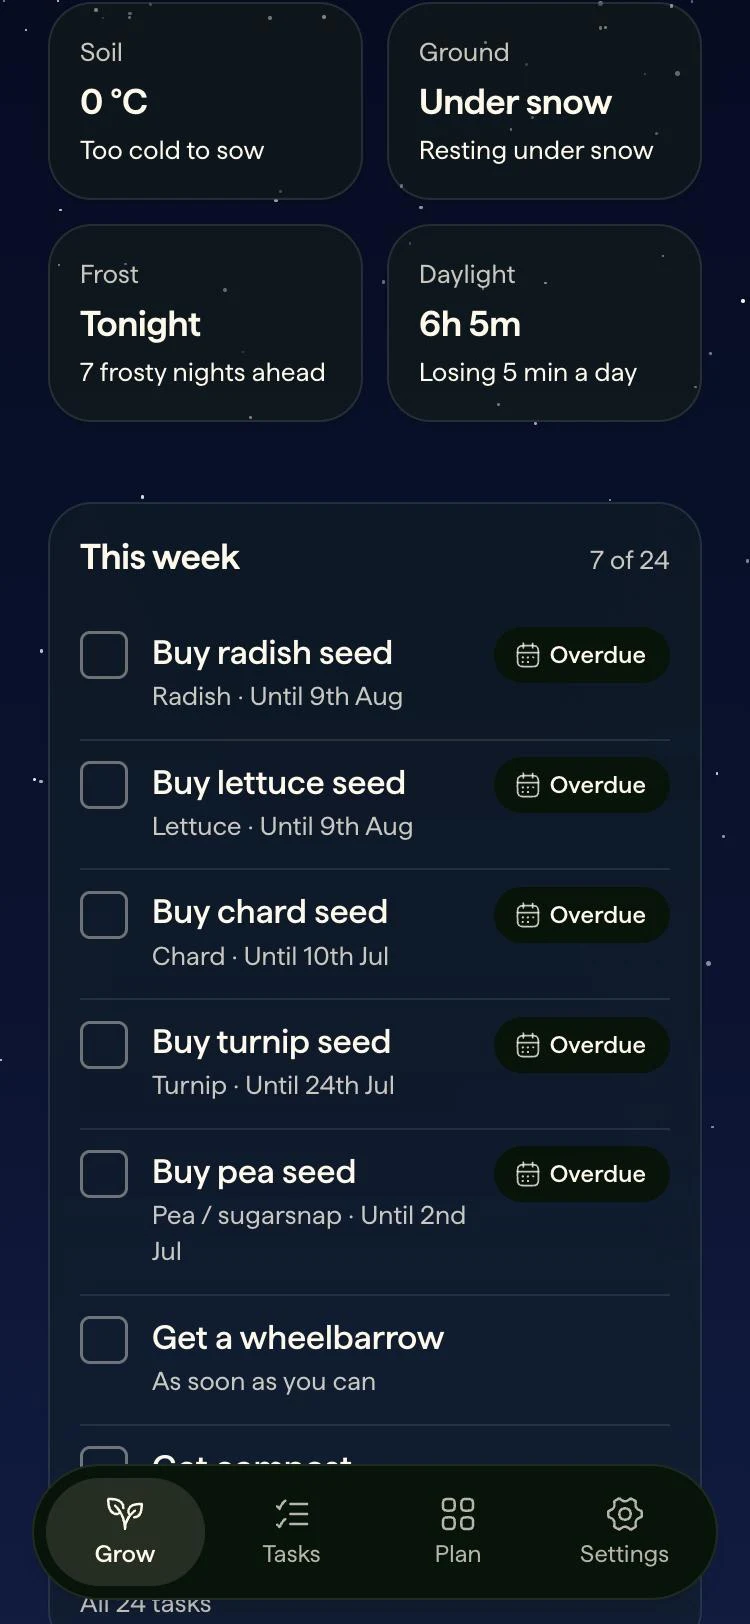 Soil
0 °C
Too cold to sow
Ground
Under snow
Resting under snow
Frost
Tonight
7 frosty nights ahead
Daylight
6h 5m
Losing 5 min a day
This week
7 of 24
Buy radish seed
Overdue
Radish · Until 9th Aug
Buy lettuce seed
Overdue
Lettuce · Until 9th Aug
Buy chard seed
Overdue
Chard · Until 10th Jul
Buy turnip seed
Overdue
Turnip · Until 24th Jul
Buy pea seed
Overdue
Pea / sugarsnap · Until 2nd
Jul
Get a wheelbarrow
As soon as you can
Get compost
Grow
Tasks
Plan
Settings
All 24 tasks